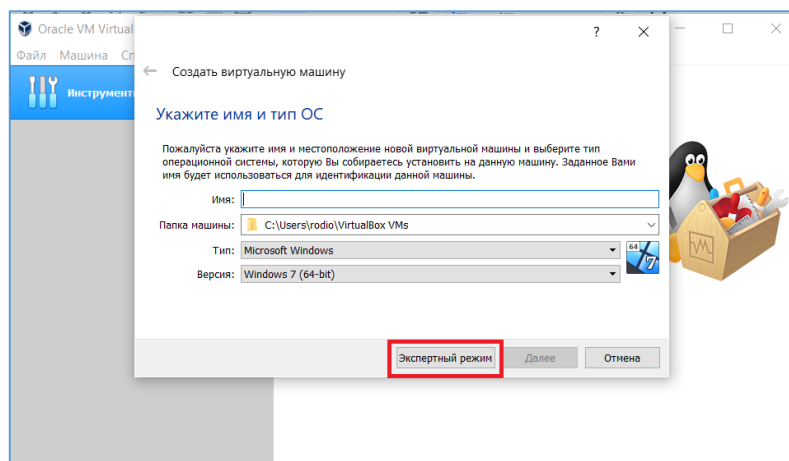 Oracle VM Virtual
?
Файл Машина Сп
Создать виртуальную машину
Инструмент
Укажите имя и тип ОС
Пожалуйста укажите имя и местоположение новой виртуальной машины и выберите тип
операционной системы, которую Вы собираетесь установить на данную машину. Заданное Вами
имя будет использоваться для идентификации данной машины.
Имя:
Папка машины: C:\Users\rodio\VirtualBox VMs
Тип: Microsoft Windows
64
Версия: Windows 7 (64-bit)
7
Экспертный режим Далее Отмена